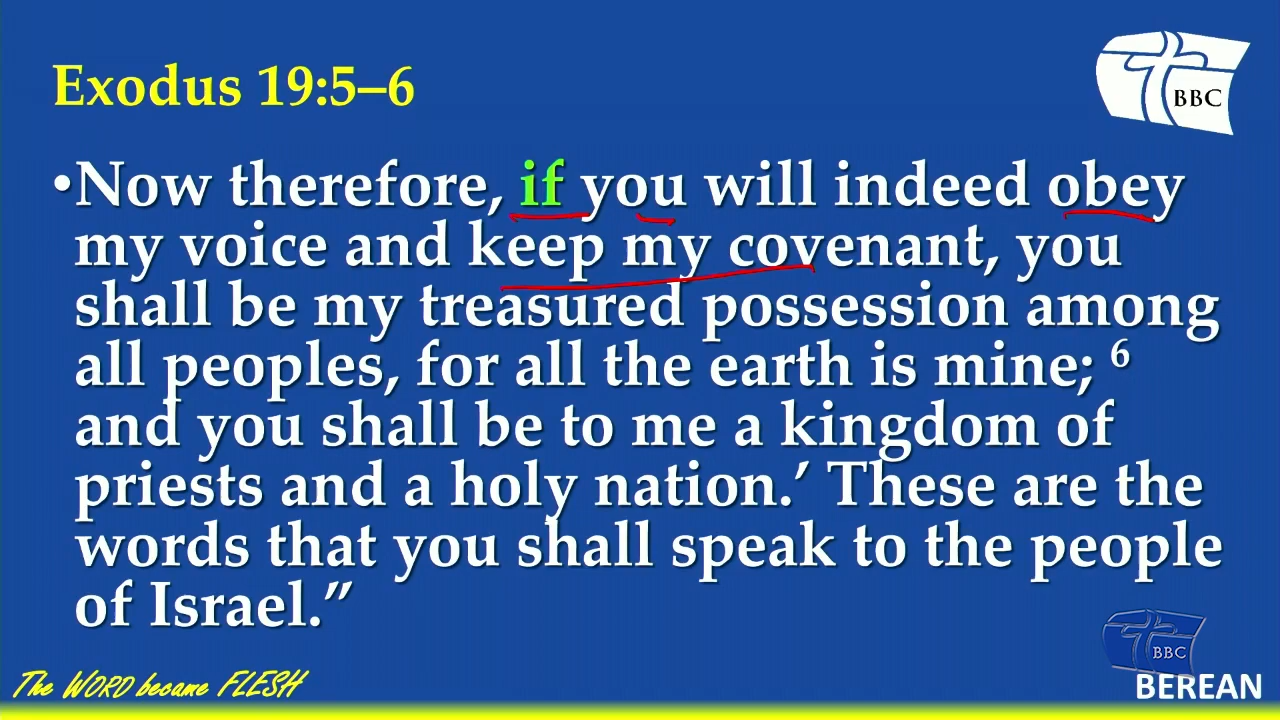 Exodus 19:5–6
BBC
•Now therefore, if you will indeed obey
my voice and keep my covenant, you
shall be my treasured possession among
all peoples, for all the earth is mine; 6
and you shall be to me a kingdom of
priests and a holy nation.’ These are the
words that you shall speak to the people
of Israel.”
BBC
The WORD became FLESH
BEREAN